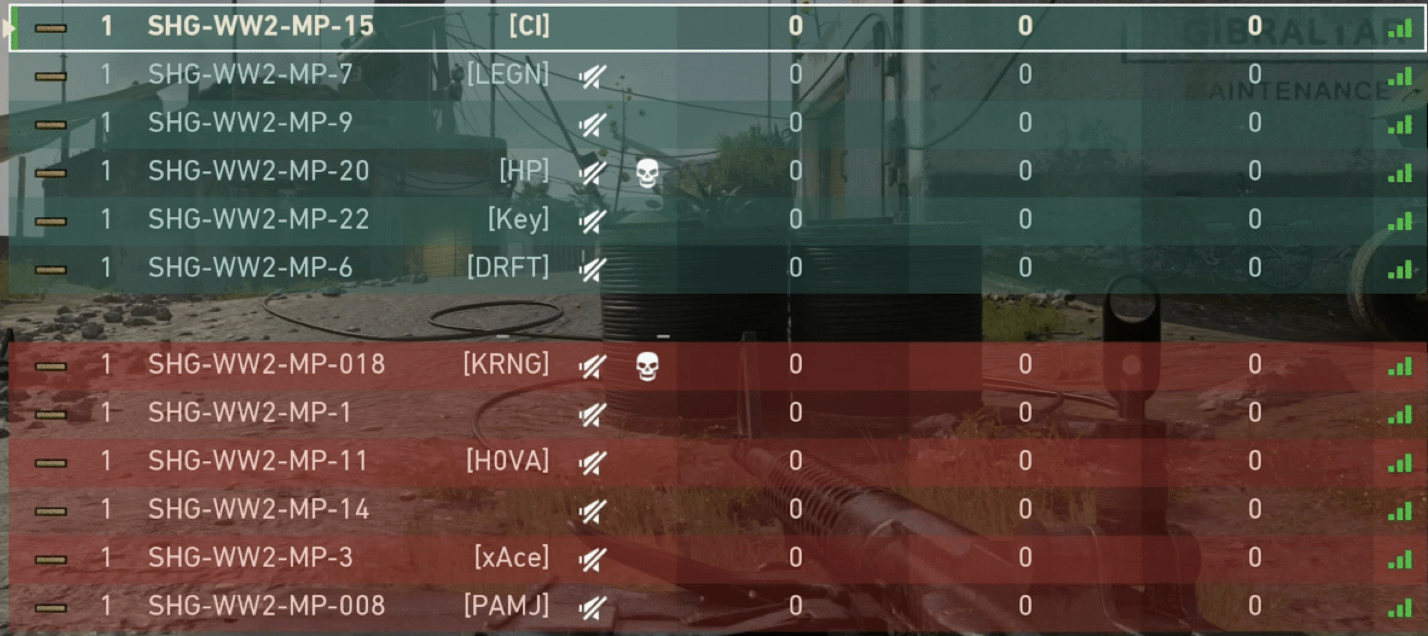 1 SHG-WW2-MP-15 [CI] 0 0 0
GIBRALTAR
1 SHG-WW2-MP-7 [LEGN] 0 0 0
MAINTENANCE
1 SHG-WW2-MP-9 0 0 0
1 SHG-WW2-MP-20 [HP] 0 0 0
1 SHG-WW2-MP-22 [Key] 0 0 0
1 SHG-WW2-MP-6 [DRFT] 0 0 0
1 SHG-WW2-MP-018 [KRNG] 0 0 0
1 SHG-WW2-MP-1 0 0 0
1 SHG-WW2-MP-11 [H0VA] 0 0 0
1 SHG-WW2-MP-14 0 0 0
1 SHG-WW2-MP-3 [xAce] 0 0 0
1 SHG-WW2-MP-008 [PAMJ] 0 0 0